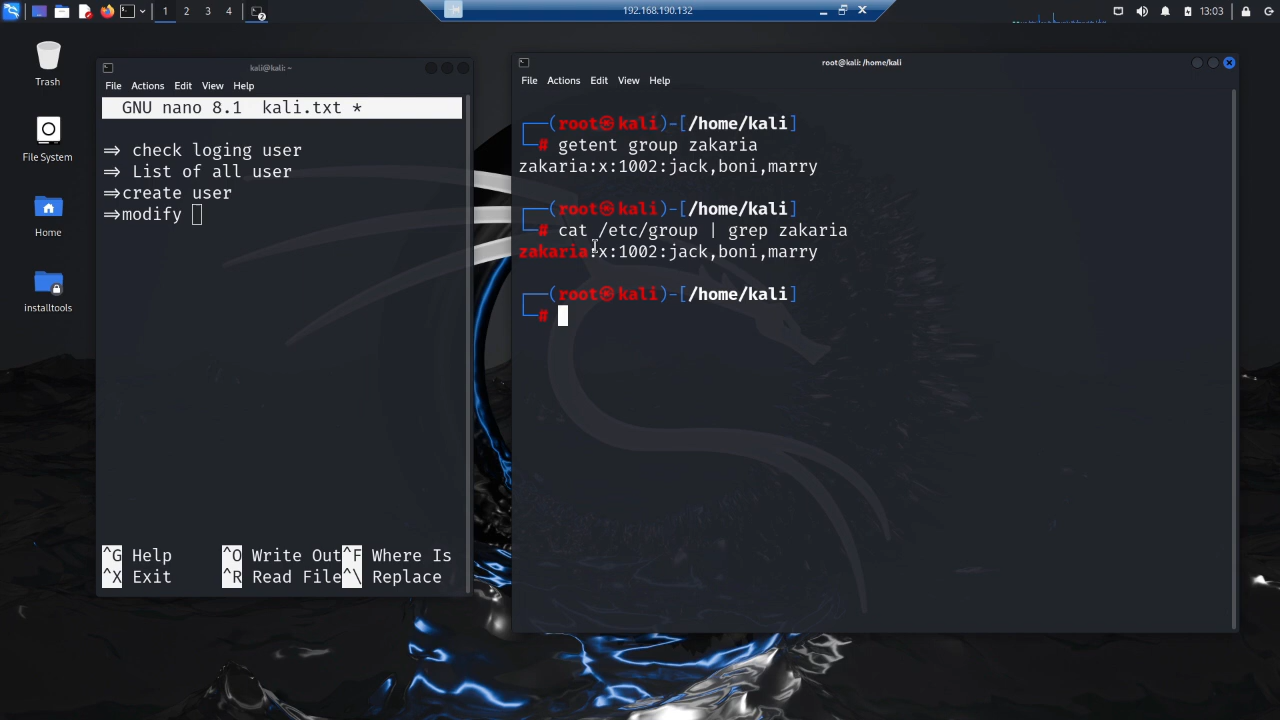 1 2 3 4
2
192.168.190.132
13:03
Trash
File System
Home
installtools
kali@kali: ~
File Actions Edit View Help
GNU nano 8.1 kali.txt *
⇒ check loging user
⇒ List of all user
⇒create user
⇒modify
^G Help ^O Write Out ^F Where Is
^X Exit ^R Read File ^\ Replace
root@kali: /home/kali
File Actions Edit View Help
┌──(root㉿kali)-[/home/kali]
└─# getent group zakaria
zakaria:x:1002:jack,boni,marry
┌──(root㉿kali)-[/home/kali]
└─# cat /etc/group | grep zakaria
zakaria:x:1002:jack,boni,marry
┌──(root㉿kali)-[/home/kali]
└─#